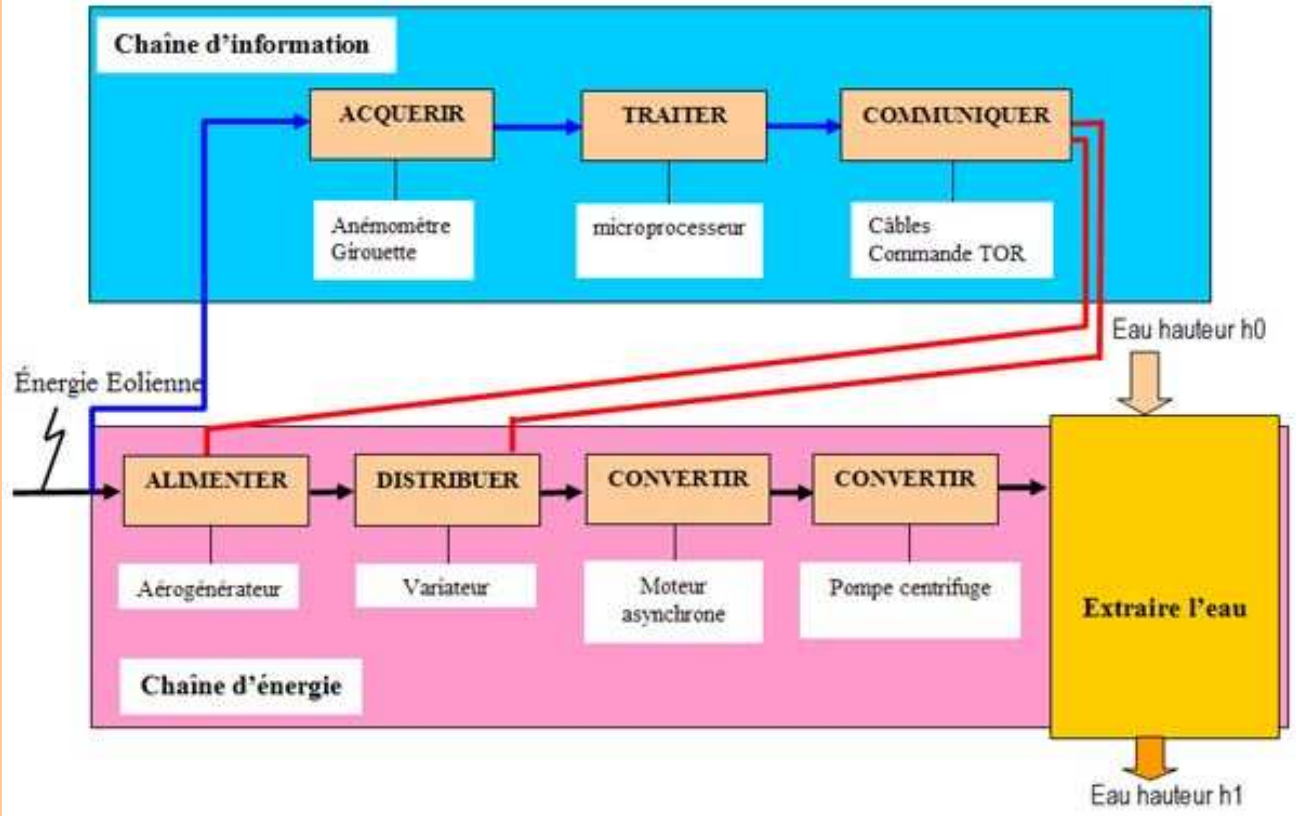 Chaîne d’information
ACQUERIR
TRAITER
COMMUNIQUER
Anémomètre
Girouette
microprocesseur
Câbles
Commande TOR
Eau hauteur h0
Énergie Eolienne
ALIMENTER
DISTRIBUER
CONVERTIR
CONVERTIR
Aérogénérateur
Variateur
Moteur
asynchrone
Pompe centrifuge
Extraire l’eau
Chaîne d’énergie
Eau hauteur h1